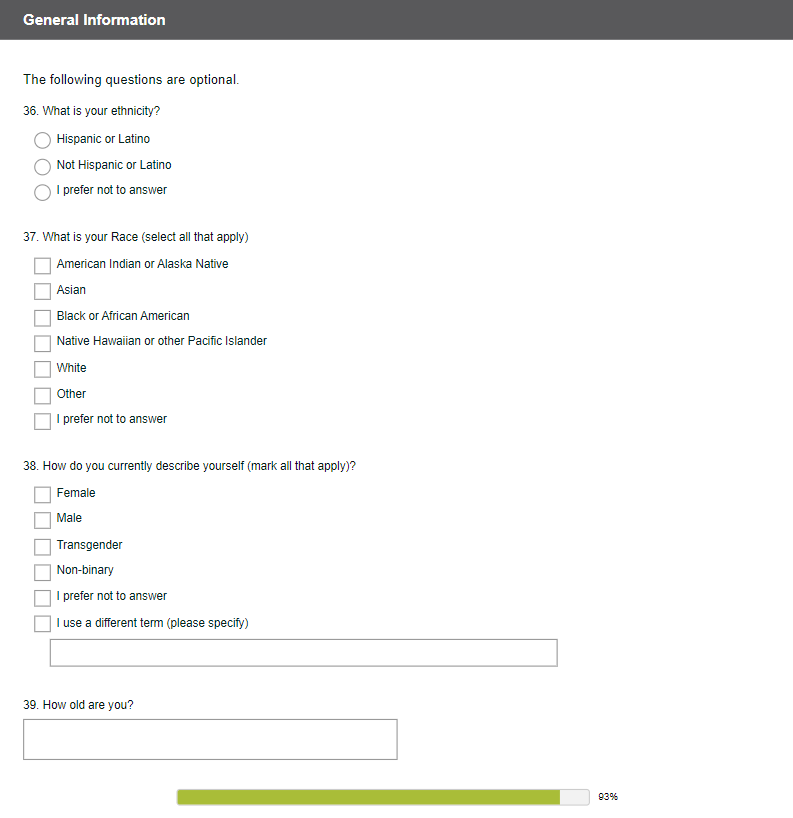 General Information
The following questions are optional.
36. What is your ethnicity?
Hispanic or Latino
Not Hispanic or Latino
I prefer not to answer
37. What is your Race (select all that apply)
American Indian or Alaska Native
Asian
Black or African American
Native Hawaiian or other Pacific Islander
White
Other
I prefer not to answer
38. How do you currently describe yourself (mark all that apply)?
Female
Male
Transgender
Non-binary
I prefer not to answer
I use a different term (please specify)
39. How old are you?
93%